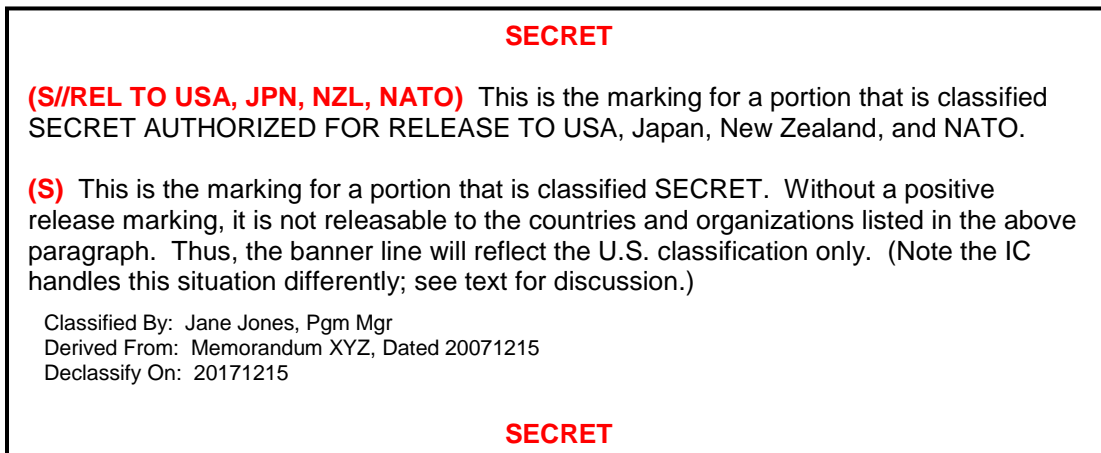 SECRET
(S//REL TO USA, JPN, NZL, NATO) This is the marking for a portion that is classified
SECRET AUTHORIZED FOR RELEASE TO USA, Japan, New Zealand, and NATO.
(S) This is the marking for a portion that is classified SECRET. Without a positive
release marking, it is not releasable to the countries and organizations listed in the above
paragraph. Thus, the banner line will reflect the U.S. classification only. (Note the IC
handles this situation differently; see text for discussion.)
Classified By: Jane Jones, Pgm Mgr
Derived From: Memorandum XYZ, Dated 20071215
Declassify On: 20171215
SECRET